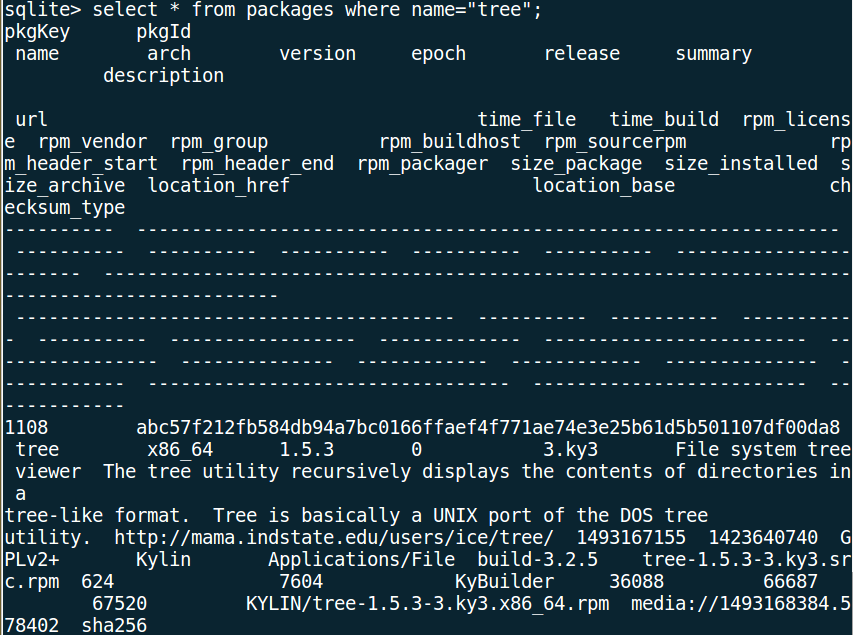 sqlite> select * from packages where name="tree";
pkgKey      pkgId
 name        arch        version     epoch       release     summary
         description

 url                                       time_file   time_build  rpm_licens
e  rpm_vendor  rpm_group          rpm_buildhost  rpm_sourcerpm             rp
m_header_start  rpm_header_end  rpm_packager  size_package  size_installed  s
ize_archive  location_href                      location_base              ch
ecksum_type
----------  ----------------------------------------------------------------
 ----------  ----------  ----------  ----------  ----------  ----------------
-------  --------------------------------------------------------------------
-------------------------
 ----------------------------------------  ----------  ----------  ----------
-  ----------  -----------------  -------------  ------------------------  --
--------------  --------------  ------------  ------------  --------------  -
-----------  ---------------------------------  -------------------------  --
-----------
1108        abc57f212fb584db94a7bc0166ffaef4f771ae74e3e25b61d5b501107df00da8
 tree        x86_64      1.5.3       0           3.ky3       File system tree
 viewer  The tree utility recursively displays the contents of directories in
 a
tree-like format.  Tree is basically a UNIX port of the DOS tree
utility.  http://mama.indstate.edu/users/ice/tree/  1493167155  1423640740  G
PLv2+       Kylin       Applications/File  build-3.2.5    tree-1.5.3-3.ky3.sr
c.rpm  624               7604            KyBuilder     36088         66687
        67520         KYLIN/tree-1.5.3-3.ky3.x86_64.rpm  media://1493168384.5
78402  sha256